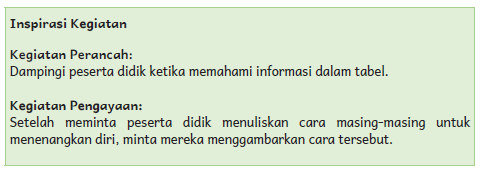 Inspirasi Kegiatan
Kegiatan Perancah:
Dampingi peserta didik ketika memahami informasi dalam tabel.
Kegiatan Pengayaan:
Setelah meminta peserta didik menuliskan cara masing-masing untuk
menenangkan diri, minta mereka menggambarkan cara tersebut.